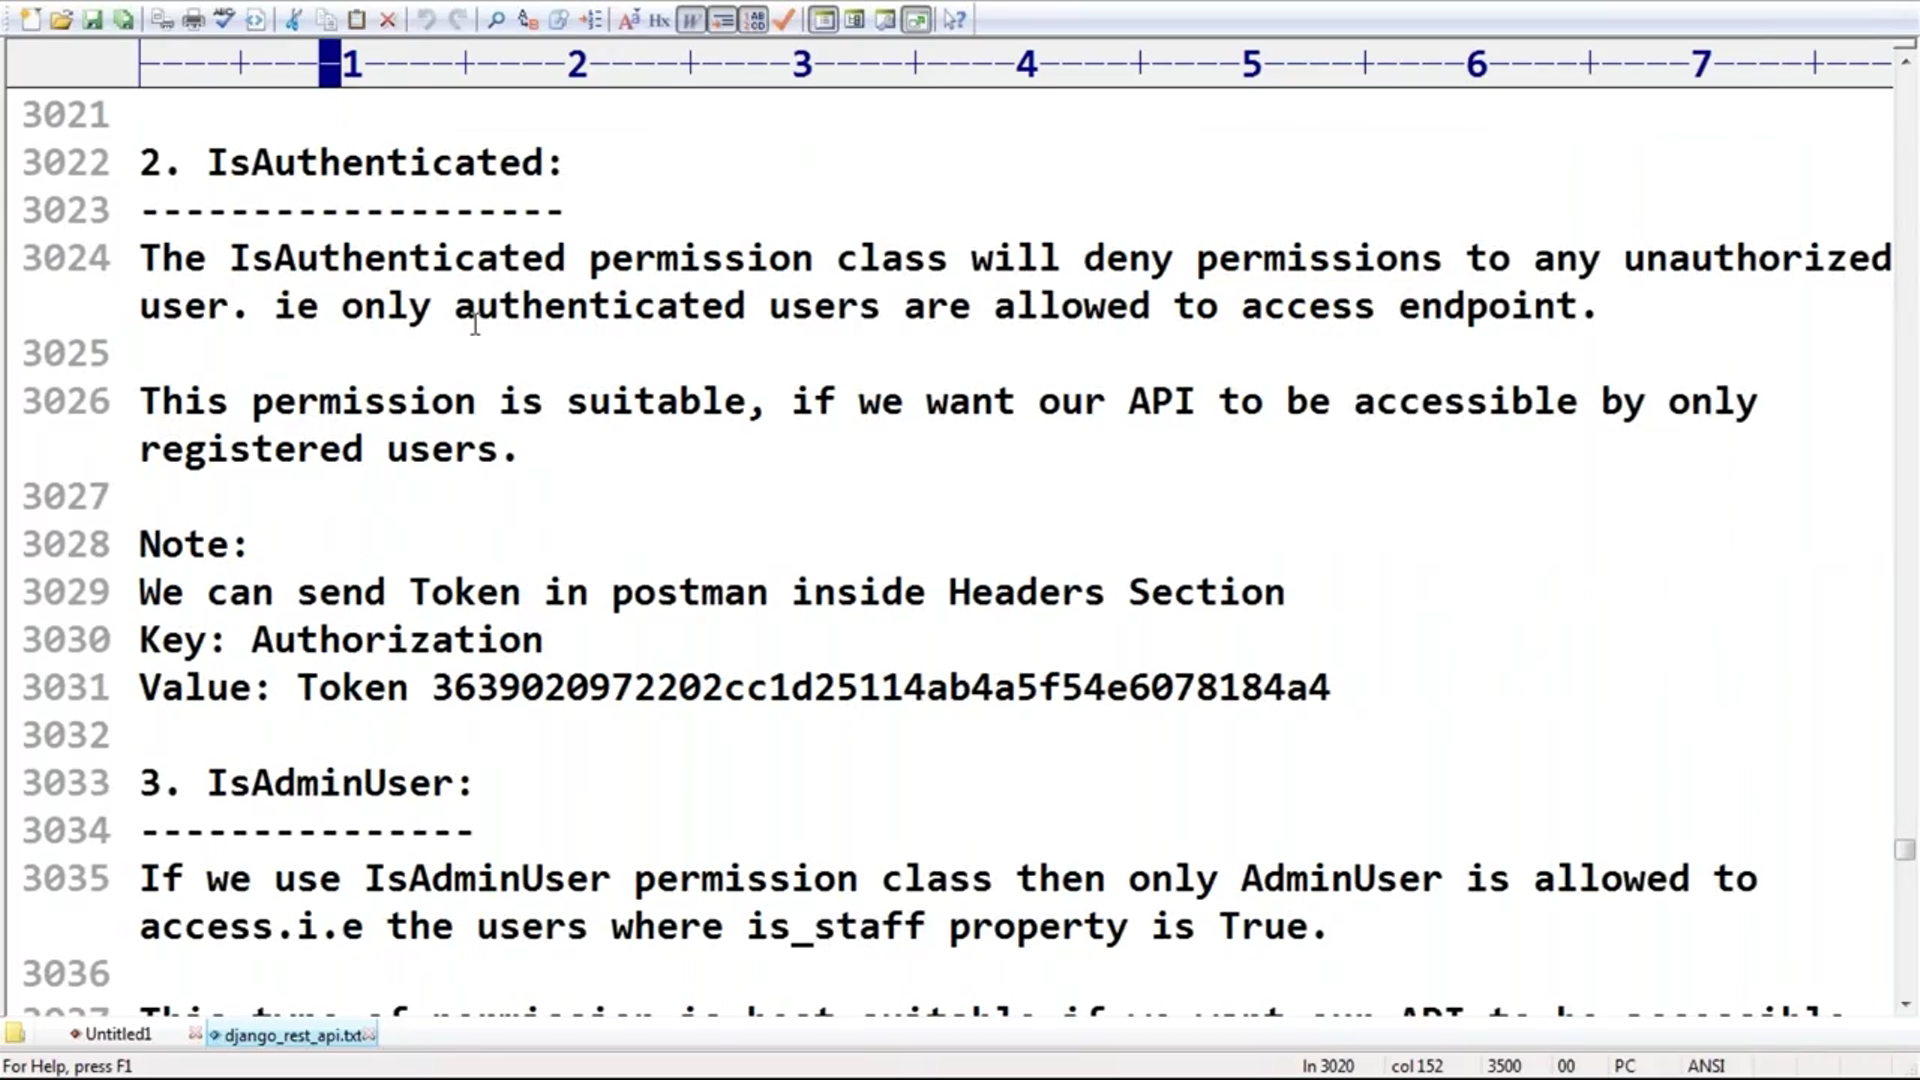 ----+----1----+----2----+----3----+----4----+----5----+----6----+----7----+---
3021
3022 2. IsAuthenticated:
3023 -------------------
3024 The IsAuthenticated permission class will deny permissions to any unauthorized
user. ie only authenticated users are allowed to access endpoint.
3025
3026 This permission is suitable, if we want our API to be accessible by only
registered users.
3027
3028 Note:
3029 We can send Token in postman inside Headers Section
3030 Key: Authorization
3031 Value: Token 3639020972202cc1d25114ab4a5f54e6078184a4
3032
3033 3. IsAdminUser:
3034 ---------------
3035 If we use IsAdminUser permission class then only AdminUser is allowed to
access.i.e the users where is_staff property is True.
3036
Untitled1 django_rest_api.txt
For Help, press F1 ln 3020 col 152 3500 00 PC ANSI